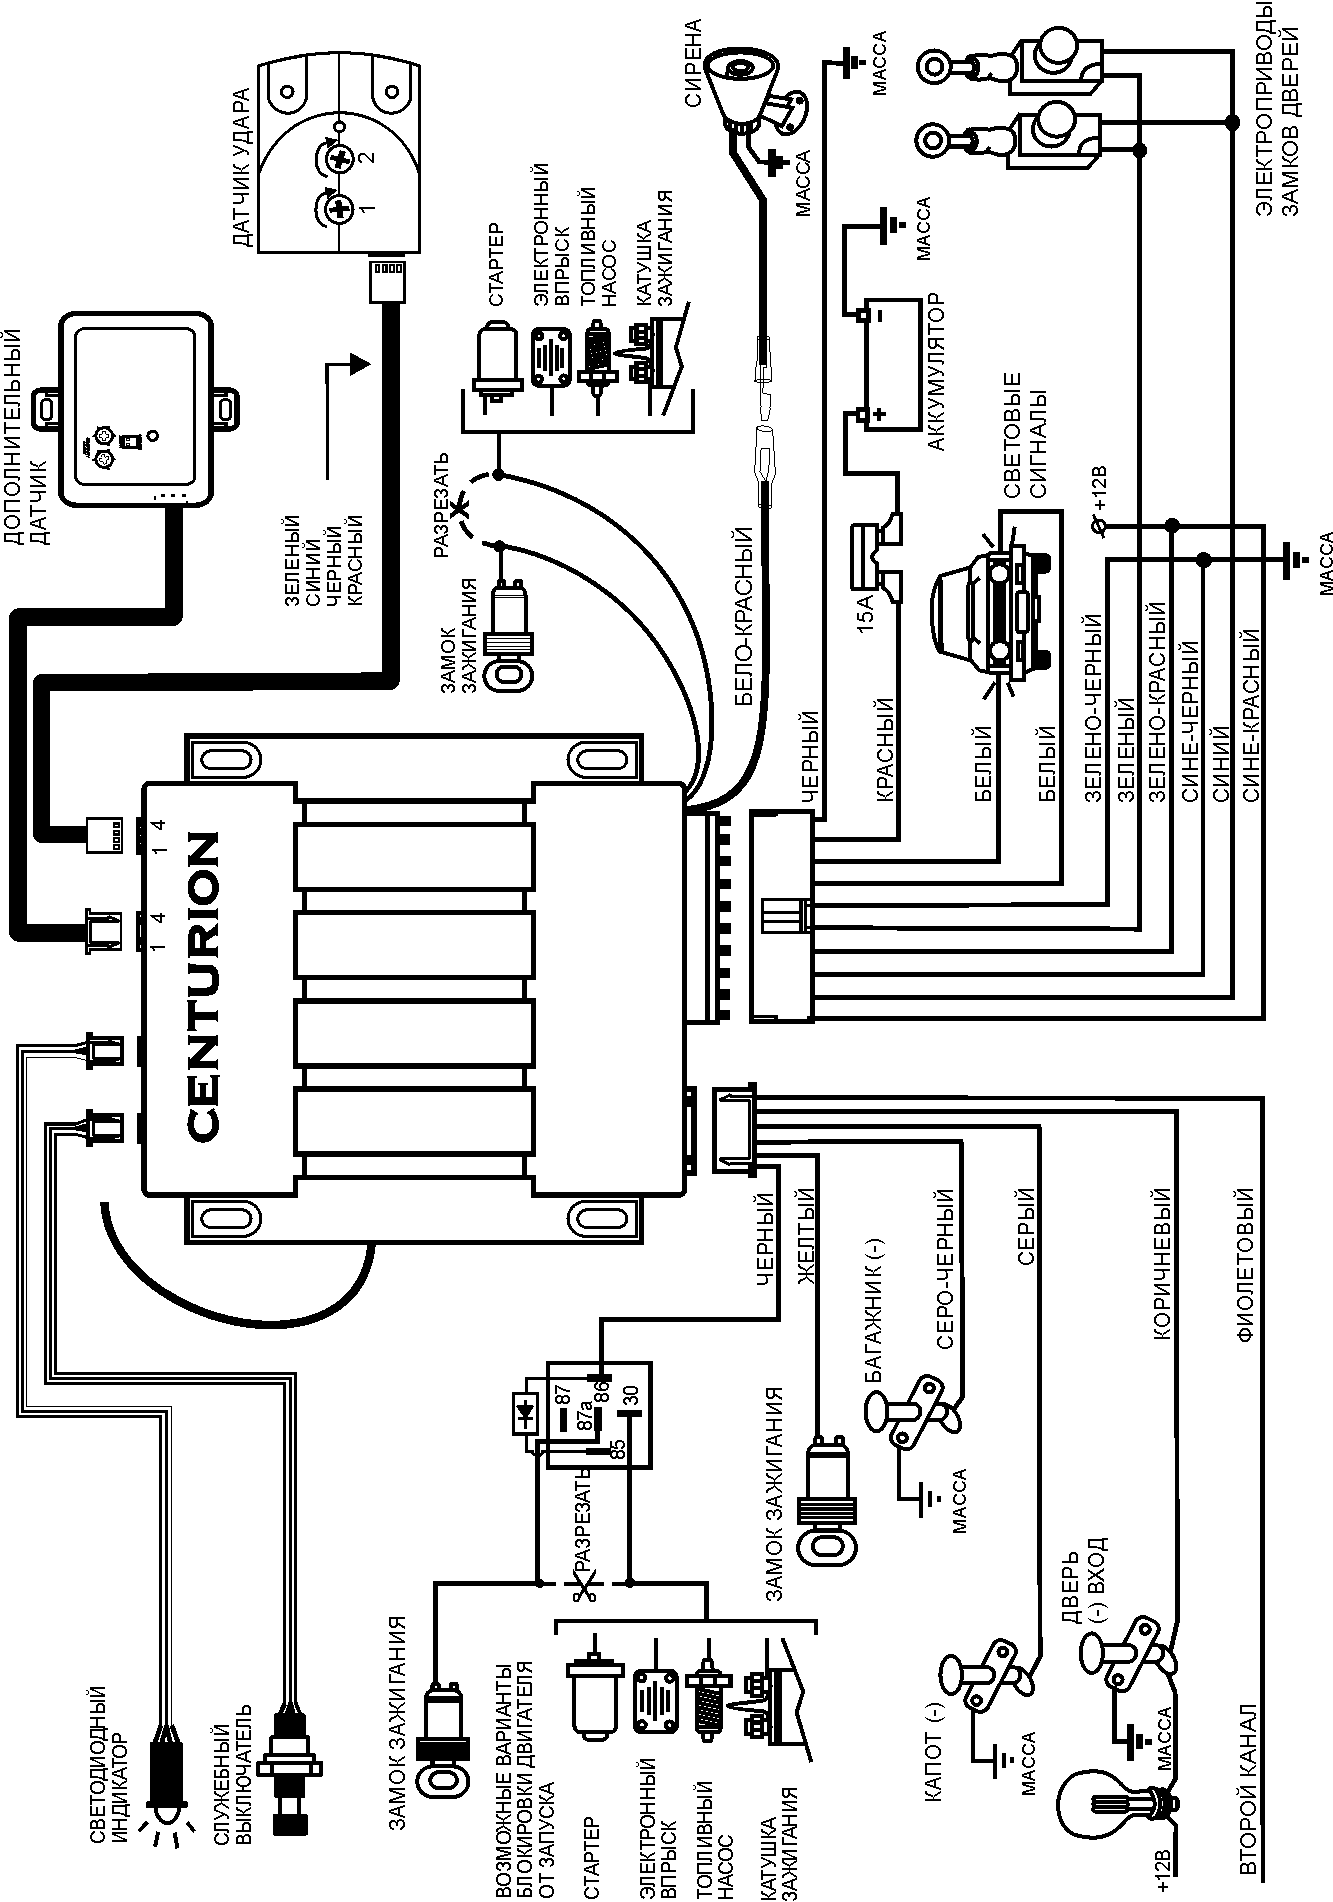 СВЕТОДИОДНЫЙ
ИНДИКАТОР
СЛУЖЕБНЫЙ
ВЫКЛЮЧАТЕЛЬ
ДОПОЛНИТЕЛЬНЫЙ
ДАТЧИК
ДАТЧИК УДАРА
1
2
ЗЕЛЕНЫЙ
СИНИЙ
ЧЕРНЫЙ
КРАСНЫЙ
CENTURION
1 4
1 4
ЗАМОК
ЗАЖИГАНИЯ
РАЗРЕЗАТЬ
СТАРТЕР
ЭЛЕКТРОННЫЙ
ВПРЫСК
ТОПЛИВНЫЙ
НАСОС
КАТУШКА
ЗАЖИГАНИЯ
СИРЕНА
МАССА
БЕЛО-КРАСНЫЙ
ЗАМОК ЗАЖИГАНИЯ
ВОЗМОЖНЫЕ ВАРИАНТЫ
БЛОКИРОВКИ ДВИГАТЕЛЯ
ОТ ЗАПУСКА
СТАРТЕР
ЭЛЕКТРОННЫЙ
ВПРЫСК
ТОПЛИВНЫЙ
НАСОС
КАТУШКА
ЗАЖИГАНИЯ
РАЗРЕЗАТЬ
87
87a
86
85
30
ЧЕРНЫЙ
ЖЕЛТЫЙ
СЕРО-ЧЕРНЫЙ
СЕРЫЙ
КОРИЧНЕВЫЙ
ФИОЛЕТОВЫЙ
ЗАМОК ЗАЖИГАНИЯ
БАГАЖНИК (-)
МАССА
КАПОТ (-)
МАССА
ДВЕРЬ
(-) ВХОД
МАССА
+12В
ВТОРОЙ КАНАЛ
ЧЕРНЫЙ
МАССА
КРАСНЫЙ
15А
АККУМУЛЯТОР
+
-
МАССА
БЕЛЫЙ
БЕЛЫЙ
СВЕТОВЫЕ
СИГНАЛЫ
ЗЕЛЕНО-ЧЕРНЫЙ
ЗЕЛЕНЫЙ
ЗЕЛЕНО-КРАСНЫЙ
СИНЕ-ЧЕРНЫЙ
СИНИЙ
СИНЕ-КРАСНЫЙ
+12В
МАССА
ЭЛЕКТРОПРИВОДЫ
ЗАМКОВ ДВЕРЕЙ